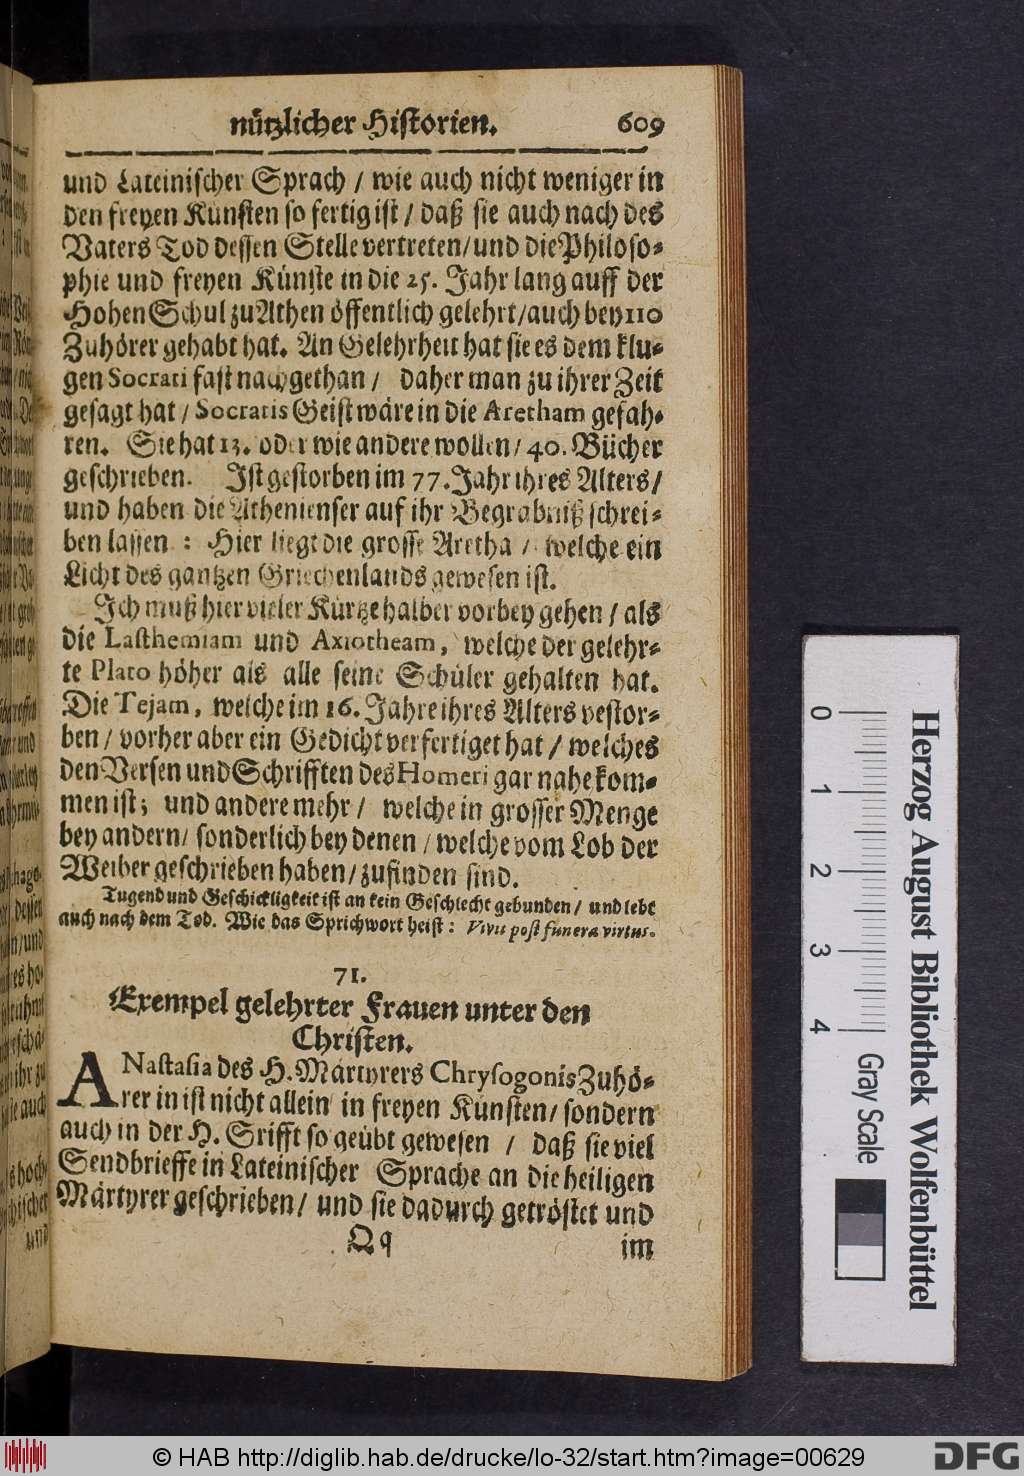 nützlicher Historien. 609
und Lateinischer Sprach / wie auch nicht weniger in
den freyen Künsten so fertig ist / daß sie auch nach des
Vaters Tod dessen Stelle vertreten / und die Philoso-
phie und freyen Künste in die 25. Jahr lang auff der
Hohen Schul zu Athen öffentlich gelehrt / auch bey 110
Zuhörer gehabt hat. An Gelehrheit hat sie es dem klu-
gen Socrati fast nachgethan / daher man zu ihrer Zeit
gesagt hat / Socratis Geist wäre in die Aretham gefah-
ren. Sie hat 13. oder wie andere wollen / 40. Bücher
geschrieben. Ist gestorben im 77. Jahr ihres Alters /
und haben die Athenienser auf ihr Begräbniß schrei-
ben lassen : Hier liegt die grosse Aretha / welche ein
Licht des gantzen Griechenlands gewesen ist.
Ich muß hier vieler Kürtze halber vorbey gehen / als
die Lastheniam und Axiotheam, welche der gelehr-
te Plato höher als alle seine Schüler gehalten hat.
Die Tejam, welche im 16. Jahre ihres Alters vestor-
ben / vorher aber ein Gedicht verfertiget hat / welches
den Versen und Schrifften des Homeri gar nahe kom-
men ist; und andere mehr / welche in grosser Menge
bey andern / sonderlich bey denen / welche vom Lob der
Weiber geschrieben haben / zufinden sind.
Tugend und Geschickligkeit ist an kein Geschlecht gebunden / und lebt
auch nach dem Tod. Wie das Sprichwort heist : Vivit post funera virtus.
71.
Exempel gelehrter Frauen unter den
Christen.
ANastasia des H. Märtyrers Chrysogonis Zuhö-
rer in ist nicht allein in freyen Künsten / sondern
auch in der H. Srifft so geübt gewesen / daß sie viel
Sendbrieffe in Lateinischer Sprache an die heiligen
Märtyrer geschrieben / und sie dadurch getröstet und
Qq im
0 1 2 3 4
Gray Scale
Herzog August Bibliothek Wolfenbüttel
© HAB http://diglib.hab.de/drucke/lo-32/start.htm?image=00629
DFG